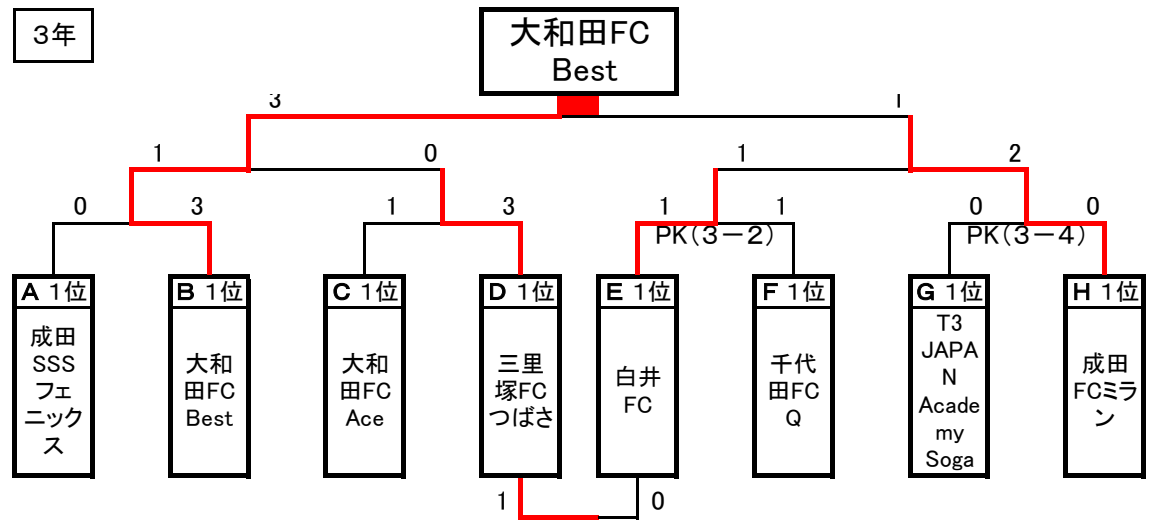 ３年
大和田FC
Best
3
1
1
0
1
2
0
3
1
3
1
1
0
0
PK（３－２）
PK（３－４）
A 1位
B 1位
C 1位
D 1位
E 1位
F 1位
G 1位
H 1位
成田
SSS
フェ
ニック
ス
大和
田FC
Best
大和
田FC
Ace
三里
塚FC
つばさ
白井
FC
千代
田FC
Q
T3
JAPA
N
Acade
my
Soga
成田
FCミラ
ン
1
0